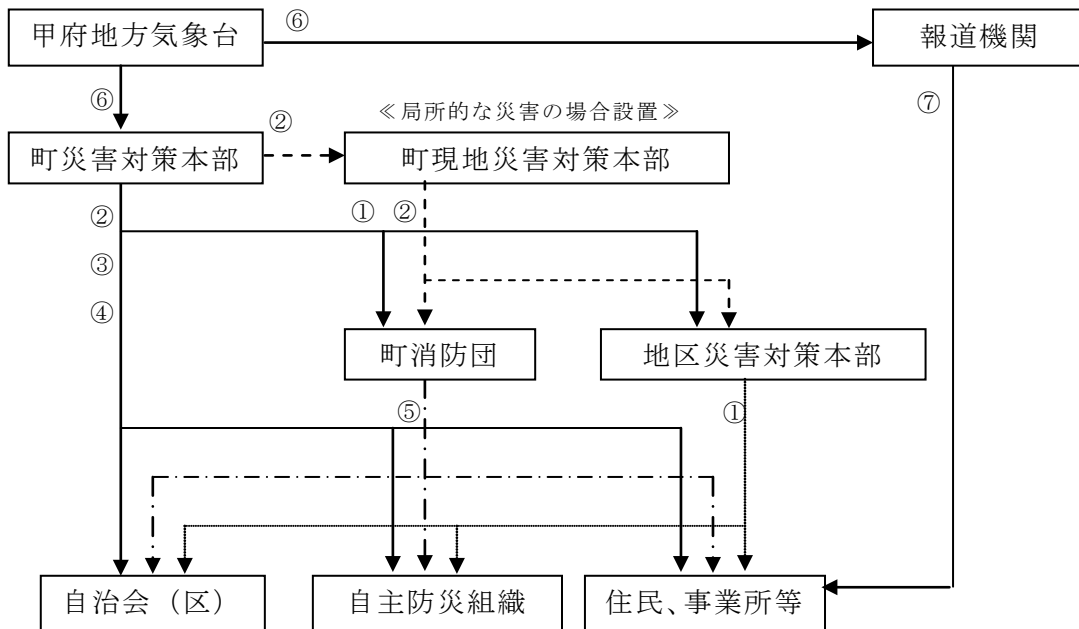 甲府地方気象台
⑥
報道機関
⑥
⑦
≪局所的な災害の場合設置≫
②
町災害対策本部
町現地災害対策本部
②
① ②
③
④
町消防団
地区災害対策本部
⑤
①
自治会（区）
自主防災組織
住民、事業所等